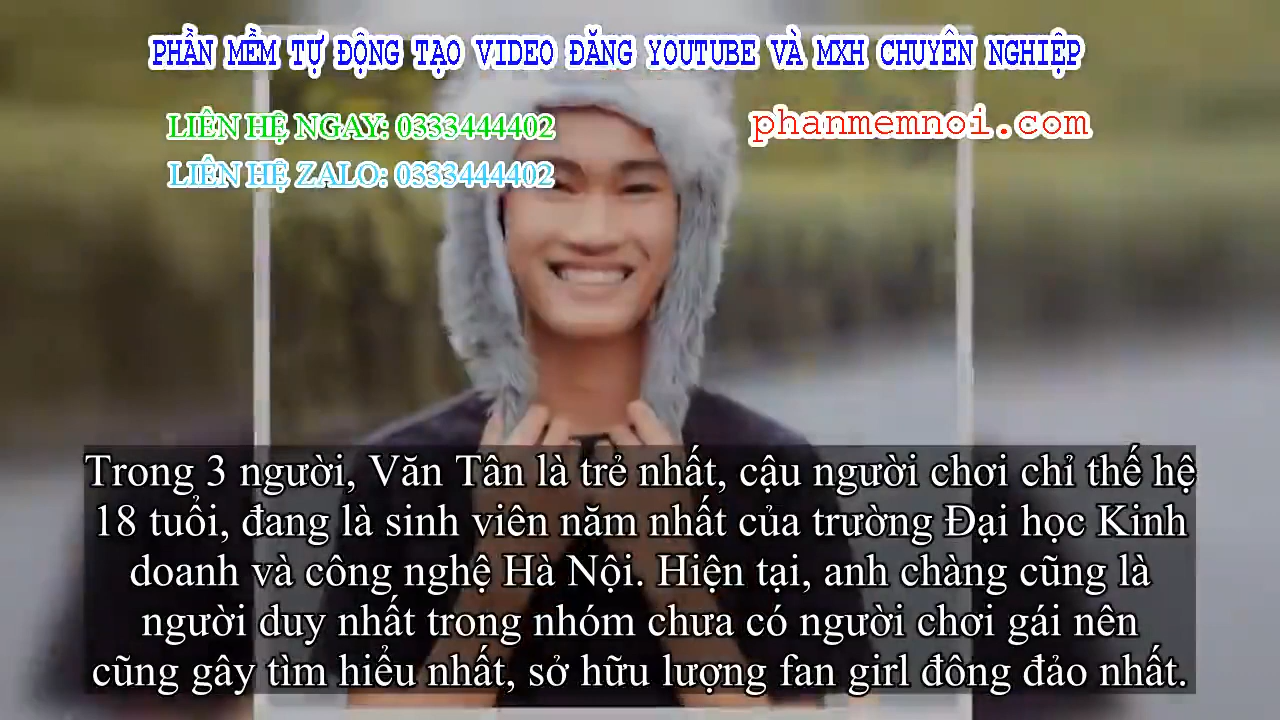 PHẦN MỀM TỰ ĐỘNG TẠO VIDEO ĐĂNG YOUTUBE VÀ MXH CHUYÊN NGHIỆP
LIÊN HỆ NGAY: 0333444402
phanmemnoi.com
LIÊN HỆ ZALO: 0333444402
Trong 3 người, Văn Tân là trẻ nhất, cậu người chơi chỉ thế hệ
18 tuổi, đang là sinh viên năm nhất của trường Đại học Kinh
doanh và công nghệ Hà Nội. Hiện tại, anh chàng cũng là
người duy nhất trong nhóm chưa có người chơi gái nên
cũng gây tìm hiểu nhất, sở hữu lượng fan girl đông đảo nhất.